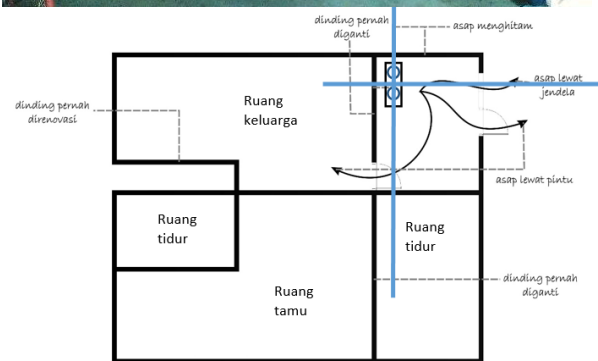 dinding pernah
diganti
asap menghitam
asap lewat
jendela
dinding pernah
direnovasi
Ruang
keluarga
asap lewat pintu
Ruang
tidur
Ruang
tidur
Ruang
tamu
dinding pernah
diganti